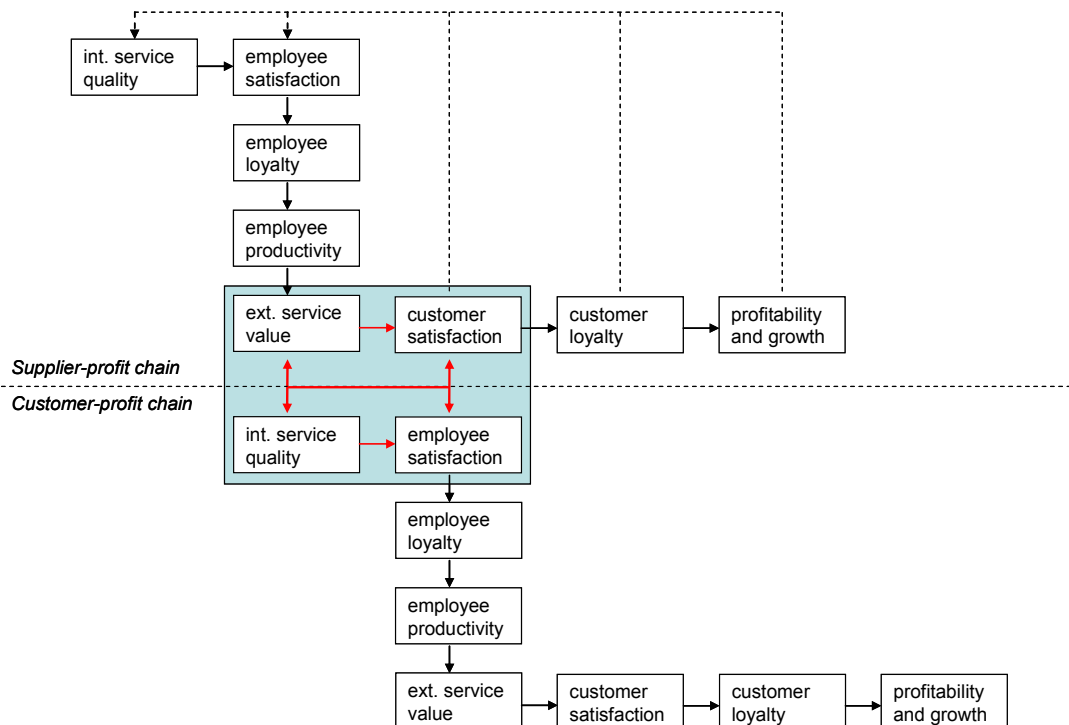 int. service
quality
employee
satisfaction
employee
loyalty
employee
productivity
ext. service
value
customer
satisfaction
customer
loyalty
profitability
and growth
Supplier-profit chain
Customer-profit chain
int. service
quality
employee
satisfaction
employee
loyalty
employee
productivity
ext. service
value
customer
satisfaction
customer
loyalty
profitability
and growth